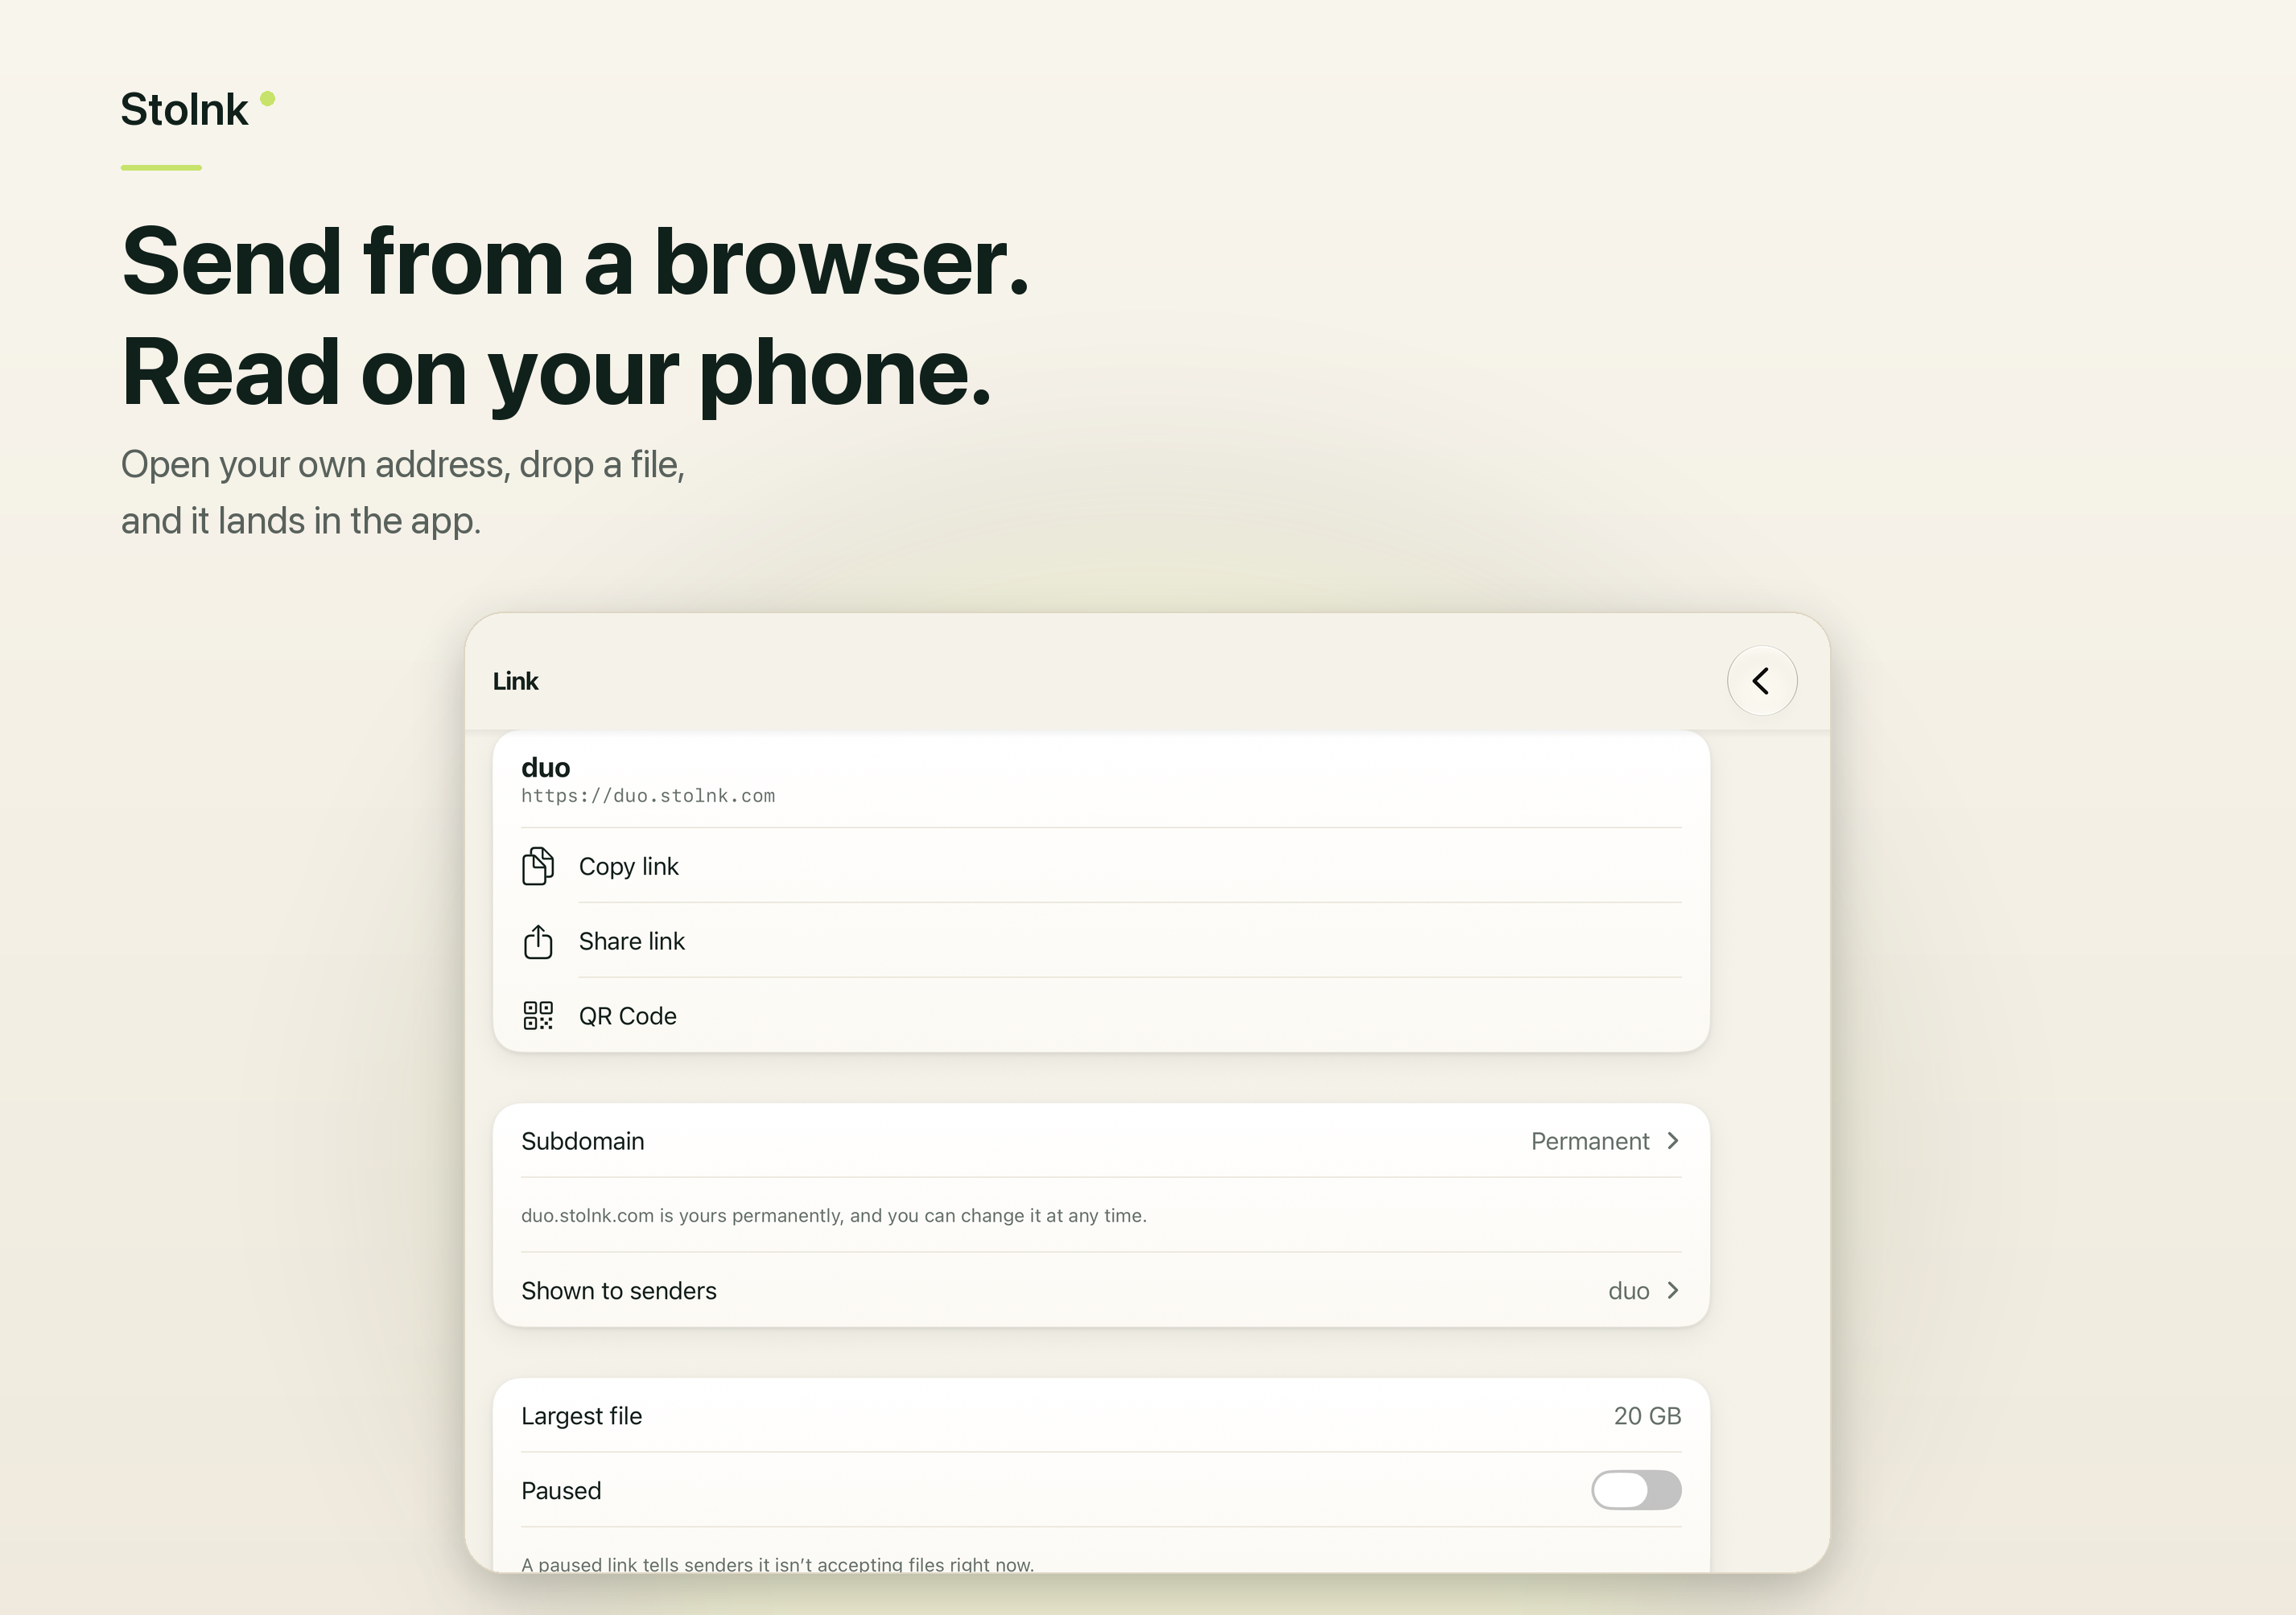 Stolnk
Send from a browser.
Read on your phone.
Open your own address, drop a file,
and it lands in the app.
Link
duo
https://duo.stolnk.com
Copy link
Share link
QR Code
Subdomain Permanent
duo.stolnk.com is yours permanently, and you can change it at any time.
Shown to senders duo
Largest file 20 GB
Paused
A paused link tells senders it isn’t accepting files right now.